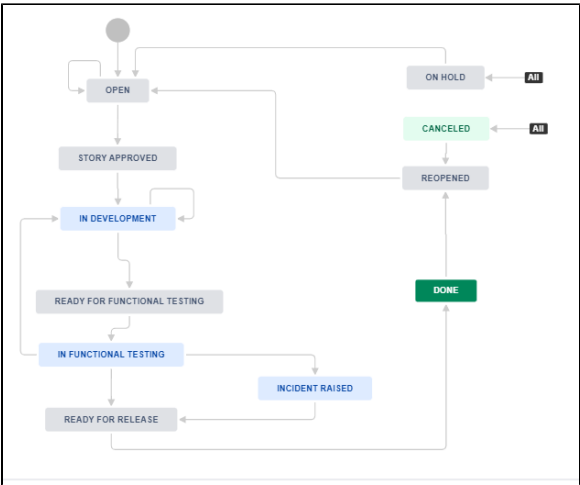 OPEN
ON HOLD
All
CANCELED
All
STORY APPROVED
REOPENED
IN DEVELOPMENT
DONE
READY FOR FUNCTIONAL TESTING
IN FUNCTIONAL TESTING
INCIDENT RAISED
READY FOR RELEASE